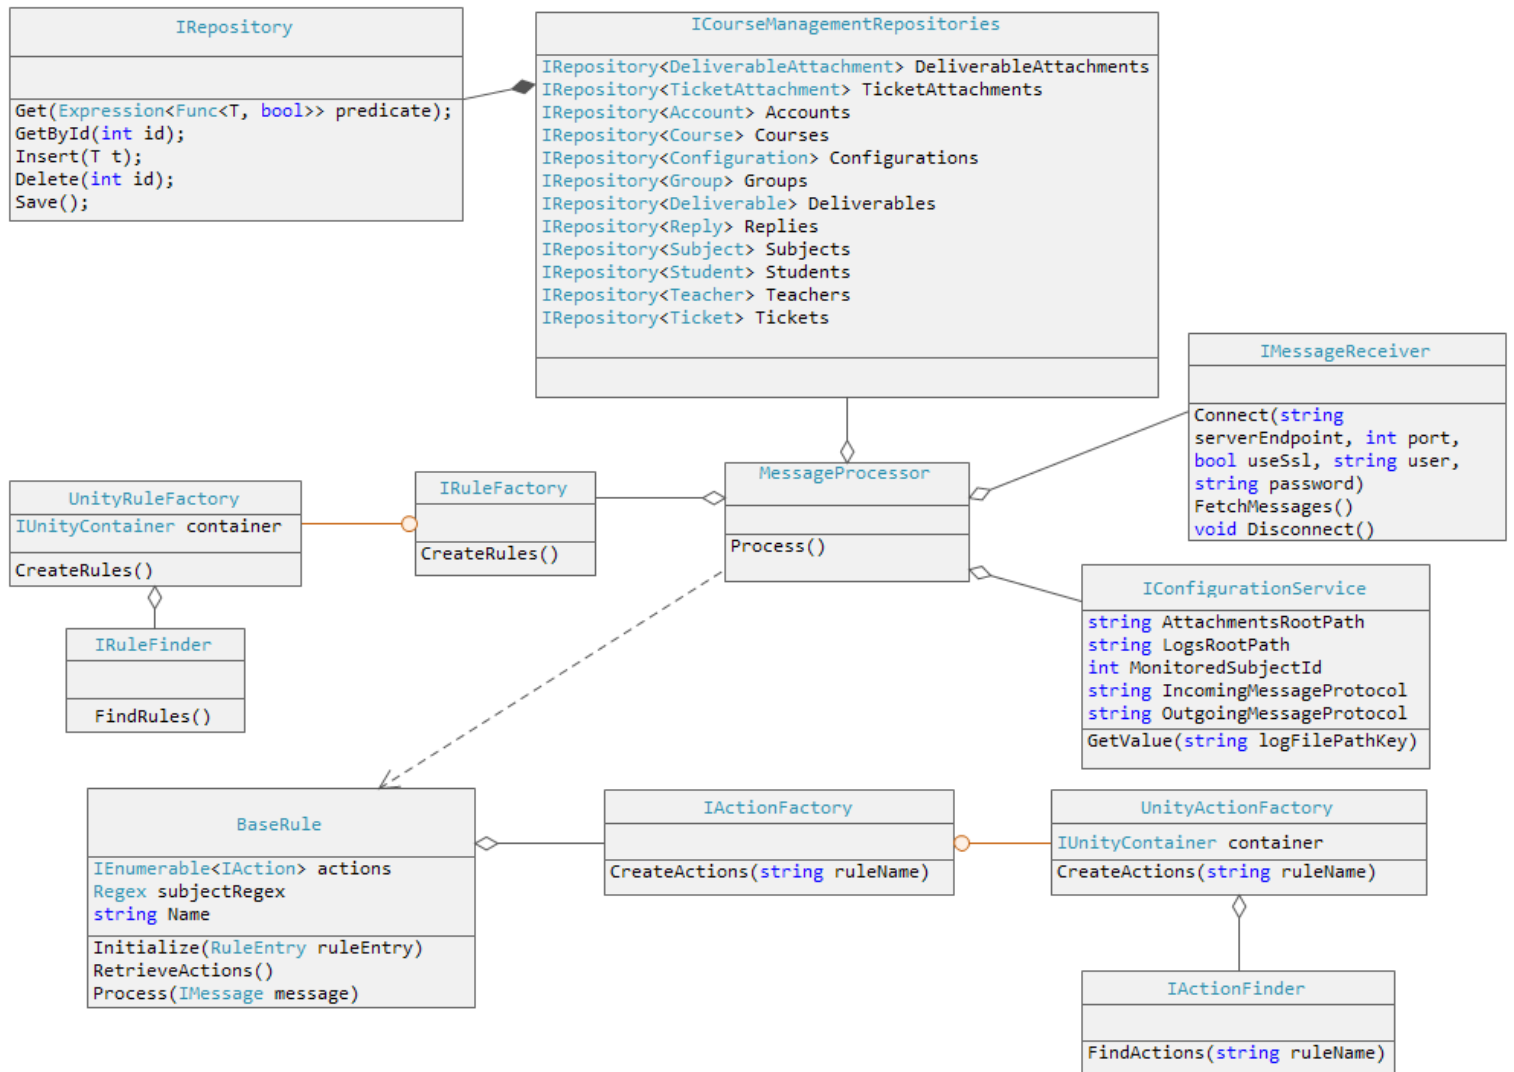 IRepository
Get(Expression<Func<T, bool>> predicate);
GetById(int id);
Insert(T t);
Delete(int id);
Save();
ICourseManagementRepositories
IRepository<DeliverableAttachment> DeliverableAttachments
IRepository<TicketAttachment> TicketAttachments
IRepository<Account> Accounts
IRepository<Course> Courses
IRepository<Configuration> Configurations
IRepository<Group> Groups
IRepository<Deliverable> Deliverables
IRepository<Reply> Replies
IRepository<Subject> Subjects
IRepository<Student> Students
IRepository<Teacher> Teachers
IRepository<Ticket> Tickets
IMessageReceiver
Connect(string
serverEndpoint, int port,
bool useSsl, string user,
string password)
FetchMessages()
void Disconnect()
UnityRuleFactory
IUnityContainer container
CreateRules()
IRuleFactory
CreateRules()
MessageProcessor
Process()
IConfigurationService
string AttachmentsRootPath
string LogsRootPath
int MonitoredSubjectId
string IncomingMessageProtocol
string OutgoingMessageProtocol
GetValue(string logFilePathKey)
IRuleFinder
FindRules()
BaseRule
IEnumerable<IAction> actions
Regex subjectRegex
string Name
Initialize(RuleEntry ruleEntry)
RetrieveActions()
Process(IMessage message)
IActionFactory
CreateActions(string ruleName)
UnityActionFactory
IUnityContainer container
CreateActions(string ruleName)
IActionFinder
FindActions(string ruleName)